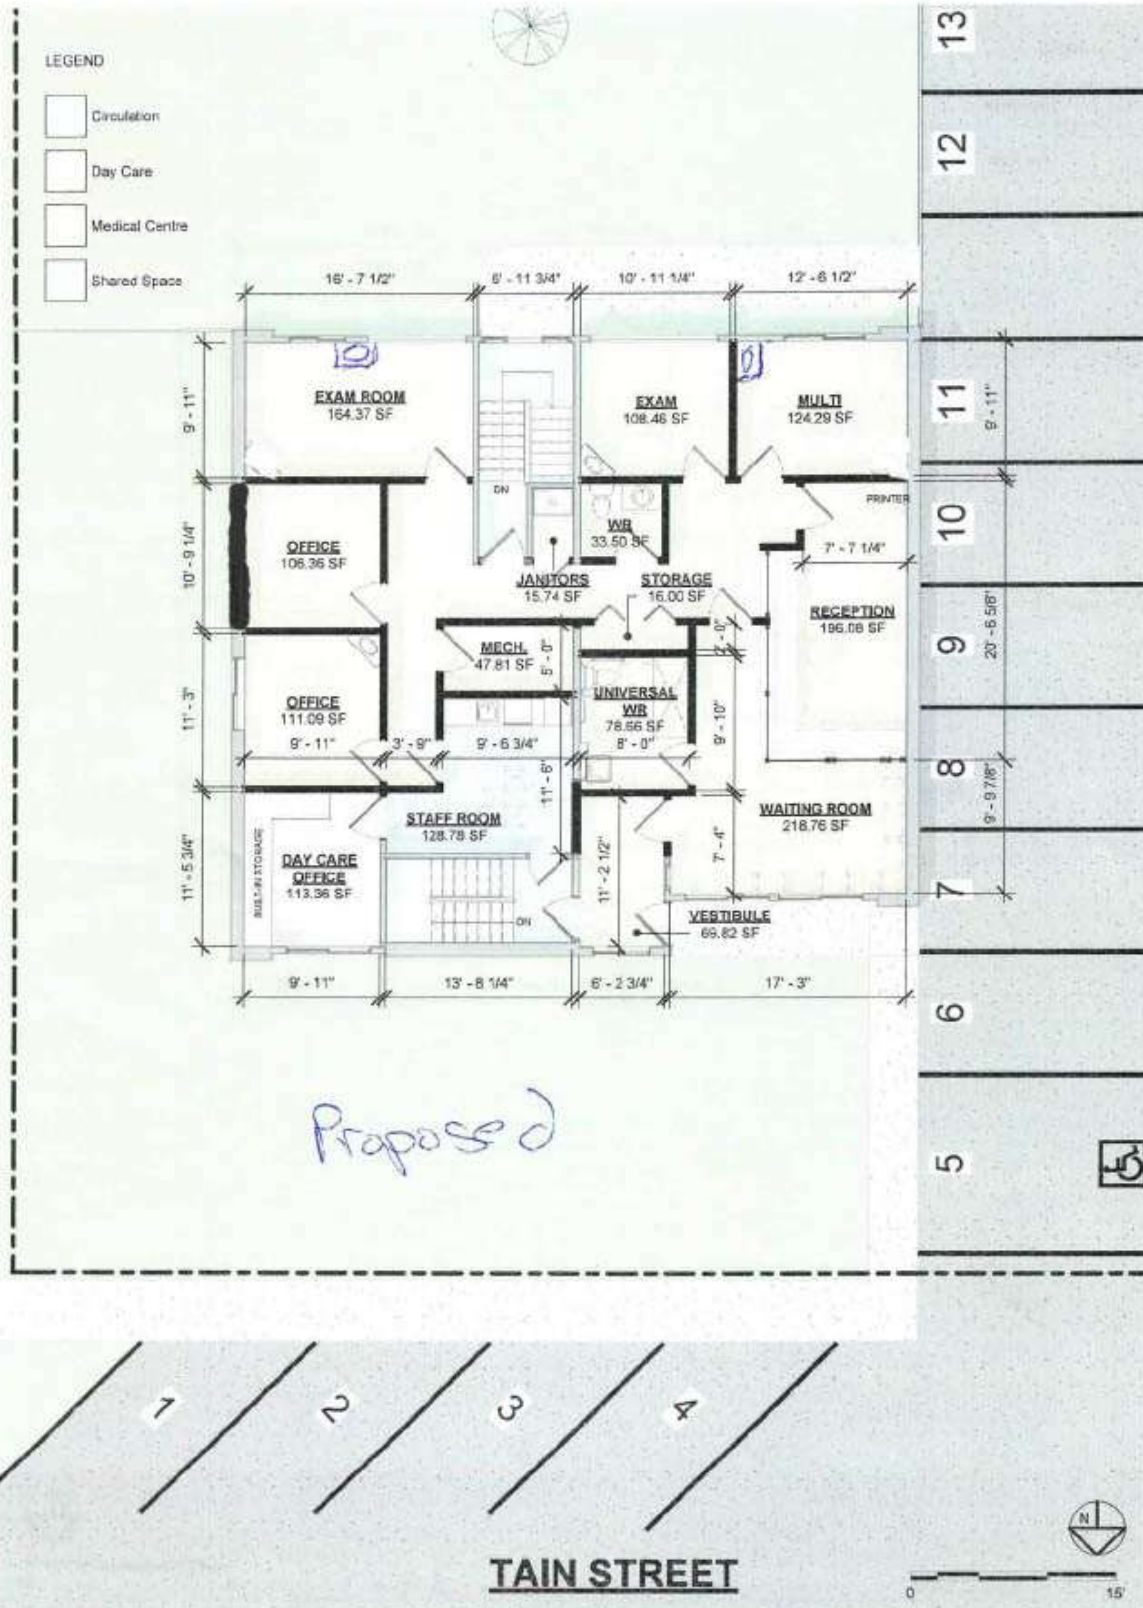 LEGEND
Circulation
Day Care
Medical Centre
Shared Space
13
12
11
10
9
8
7
6
5
16' - 7 1/2"
6' - 11 3/4"
10' - 11 1/4"
12' - 6 1/2"
9' - 11"
EXAM ROOM
164.37 SF
EXAM
108.46 SF
MULTI
124.29 SF
9' - 11"
DN
PRINTER
10' - 9 1/4"
OFFICE
106.36 SF
WR
33.50 SF
7' - 7 1/4"
JANITORS
15.74 SF
STORAGE
16.00 SF
RECEPTION
196.08 SF
20' - 6 5/8"
MECH.
47.81 SF
5' - 0"
11' - 3"
OFFICE
111.09 SF
UNIVERSAL
WR
78.66 SF
9' - 10"
9' - 11"
3' - 9"
9' - 6 3/4"
8' - 0"
11' - 6"
STAFF ROOM
128.78 SF
WAITING ROOM
218.76 SF
9' - 9 7/8"
7' - 4"
11' - 5 3/4"
BUILT-IN STORAGE
DAY CARE
OFFICE
113.36 SF
11' - 2 1/2"
DN
VESTIBULE
69.82 SF
9' - 11"
13' - 8 1/4"
6' - 2 3/4"
17' - 3"
Proposed
1
2
3
4
N
TAIN STREET
0
15'